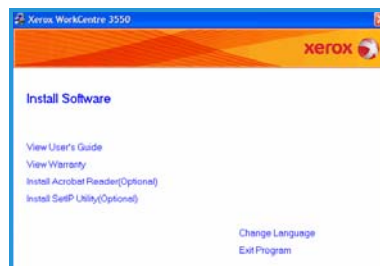 Xerox WorkCentre 3550
xerox
Install Software
View User's Guide
View Warranty
Install Acrobat Reader(Optional)
Install SetIP Utility(Optional)
Change Language
Exit Program